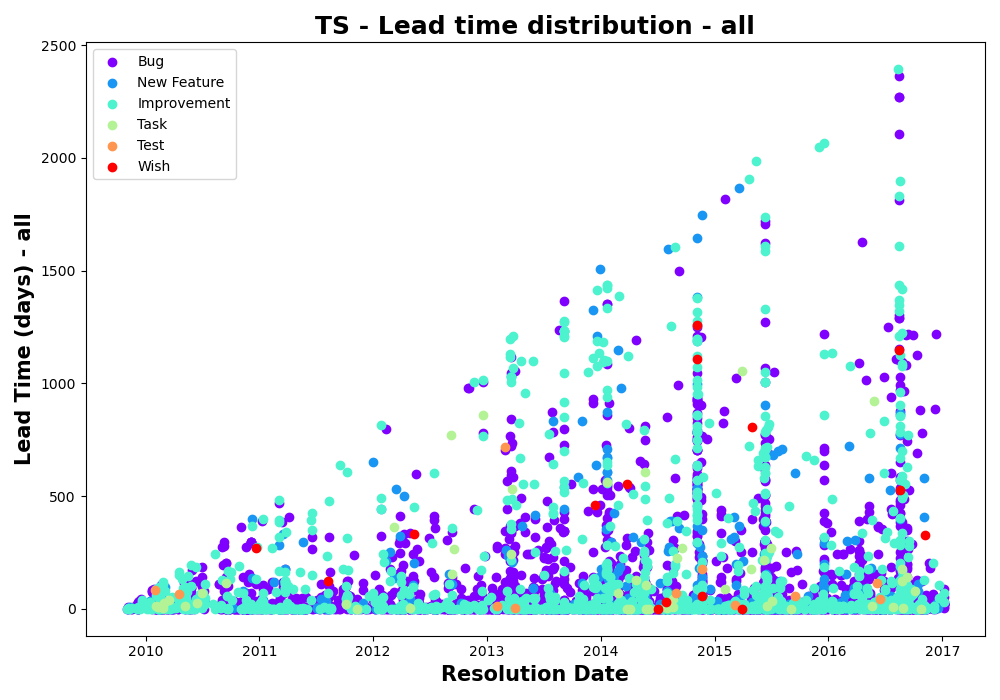 TS - Lead time distribution - all
Bug
New Feature
Improvement
Task
Test
Wish
Lead Time (days) - all
2500
2000
1500
1000
500
0
2010 2011 2012 2013 2014 2015 2016 2017
Resolution Date